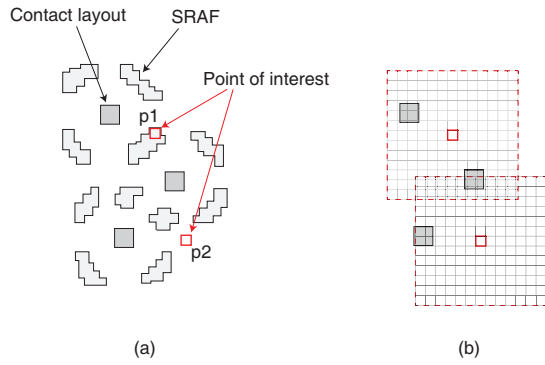 Contact layout
SRAF
Point of interest
p1
p2
(a)
(b)